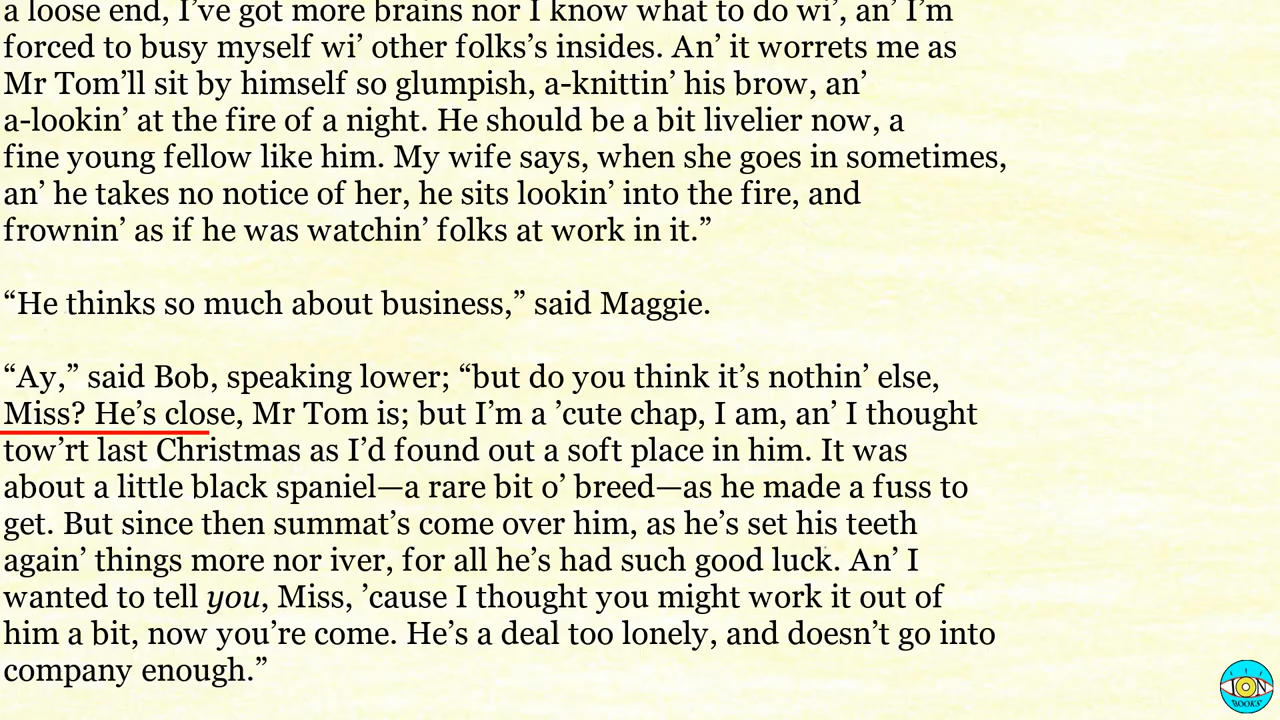 a loose end, I’ve got more brains nor I know what to do wi’, an’ I’m
forced to busy myself wi’ other folks’s insides. An’ it worrets me as
Mr Tom’ll sit by himself so glumpish, a-knittin’ his brow, an’
a-lookin’ at the fire of a night. He should be a bit livelier now, a
fine young fellow like him. My wife says, when she goes in sometimes,
an’ he takes no notice of her, he sits lookin’ into the fire, and
frownin’ as if he was watchin’ folks at work in it.”
“He thinks so much about business,” said Maggie.
“Ay,” said Bob, speaking lower; “but do you think it’s nothin’ else,
Miss? He’s close, Mr Tom is; but I’m a ’cute chap, I am, an’ I thought
tow’rt last Christmas as I’d found out a soft place in him. It was
about a little black spaniel—a rare bit o’ breed—as he made a fuss to
get. But since then summat’s come over him, as he’s set his teeth
again’ things more nor iver, for all he’s had such good luck. An’ I
wanted to tell you, Miss, ’cause I thought you might work it out of
him a bit, now you’re come. He’s a deal too lonely, and doesn’t go into
company enough.”
ION
BOOKS